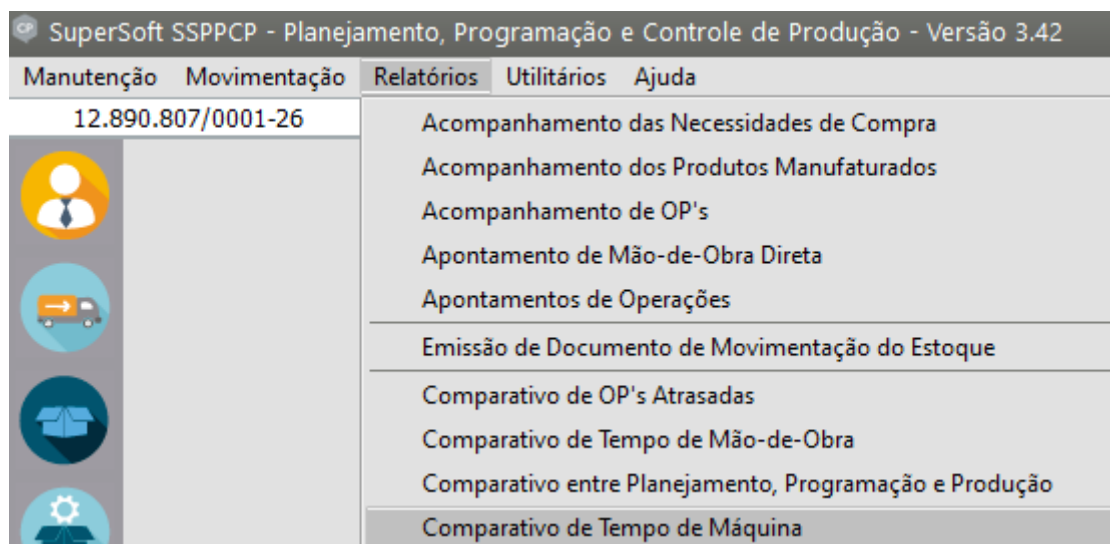 SuperSoft SSPPCP - Planejamento, Programação e Controle de Produção - Versão 3.42
Manutenção Movimentação Relatórios Utilitários Ajuda
12.890.807/0001-26
Acompanhamento das Necessidades de Compra
Acompanhamento dos Produtos Manufaturados
Acompanhamento de OP's
Apontamento de Mão-de-Obra Direta
Apontamentos de Operações
Emissão de Documento de Movimentação do Estoque
Comparativo de OP's Atrasadas
Comparativo de Tempo de Mão-de-Obra
Comparativo entre Planejamento, Programação e Produção
Comparativo de Tempo de Máquina